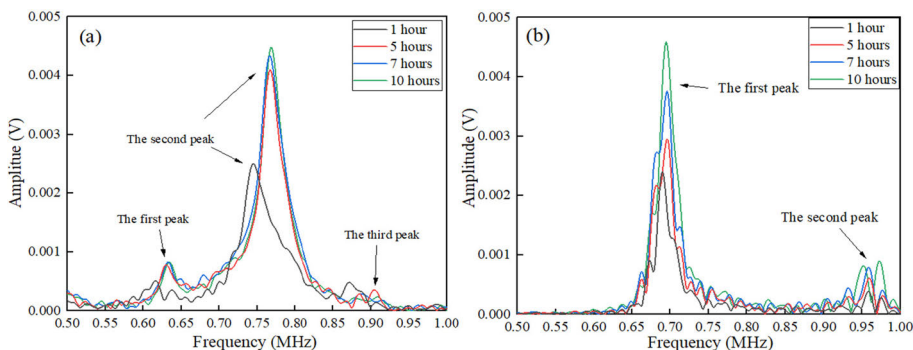 (a)
1 hour
5 hours
7 hours
10 hours
The second peak
The first peak
The third peak
Amplitue (V)
0.005
0.004
0.003
0.002
0.001
0.000
0.50 0.55 0.60 0.65 0.70 0.75 0.80 0.85 0.90 0.95 1.00
Frequency (MHz)
(b)
1 hour
5 hours
7 hours
10 hours
The first peak
The second peak
Amplitude (V)
0.005
0.004
0.003
0.002
0.001
0.000
0.50 0.55 0.60 0.65 0.70 0.75 0.80 0.85 0.90 0.95 1.00
Frequency (MHz)